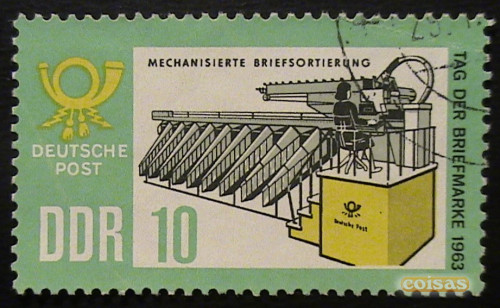 MECHANISIERTE BRIEFSORTIERUNG
DEUTSCHE
POST
DDR 10
Deutsche Post
TAG DER BRIEFMARKE 1963
coisas